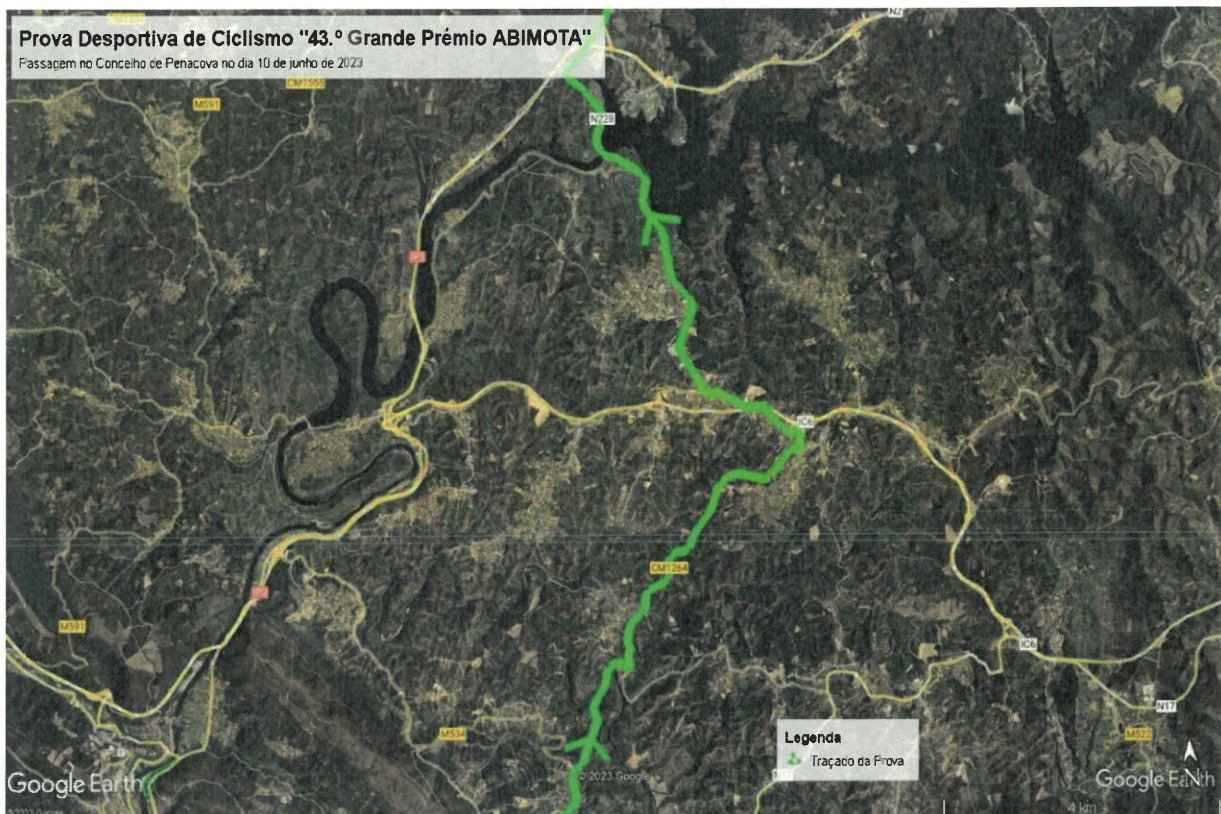 Prova Desportiva de Ciclismo "43.º Grande Prémio ABIMOTA"
Passagem no Concelho de Penacova no dia 10 de junho de 2023
N2
CM1555
M591
N228
IC6
CM1264
M591
IC6
N17
M534
M522
Legenda
Traçado da Prova
© 2023 Google
Google Earth
Google Earth
N
4 km